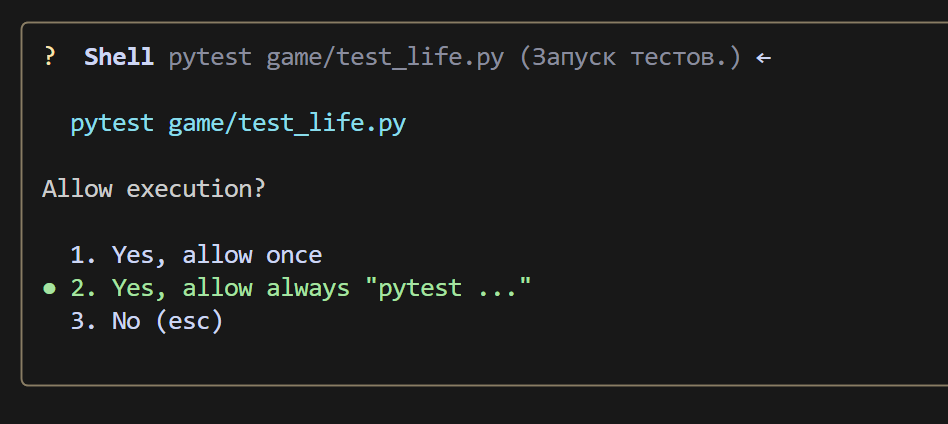 ? Shell pytest game/test_life.py (Запуск тестов.) ←
pytest game/test_life.py
Allow execution?
1. Yes, allow once
● 2. Yes, allow always "pytest ..."
3. No (esc)